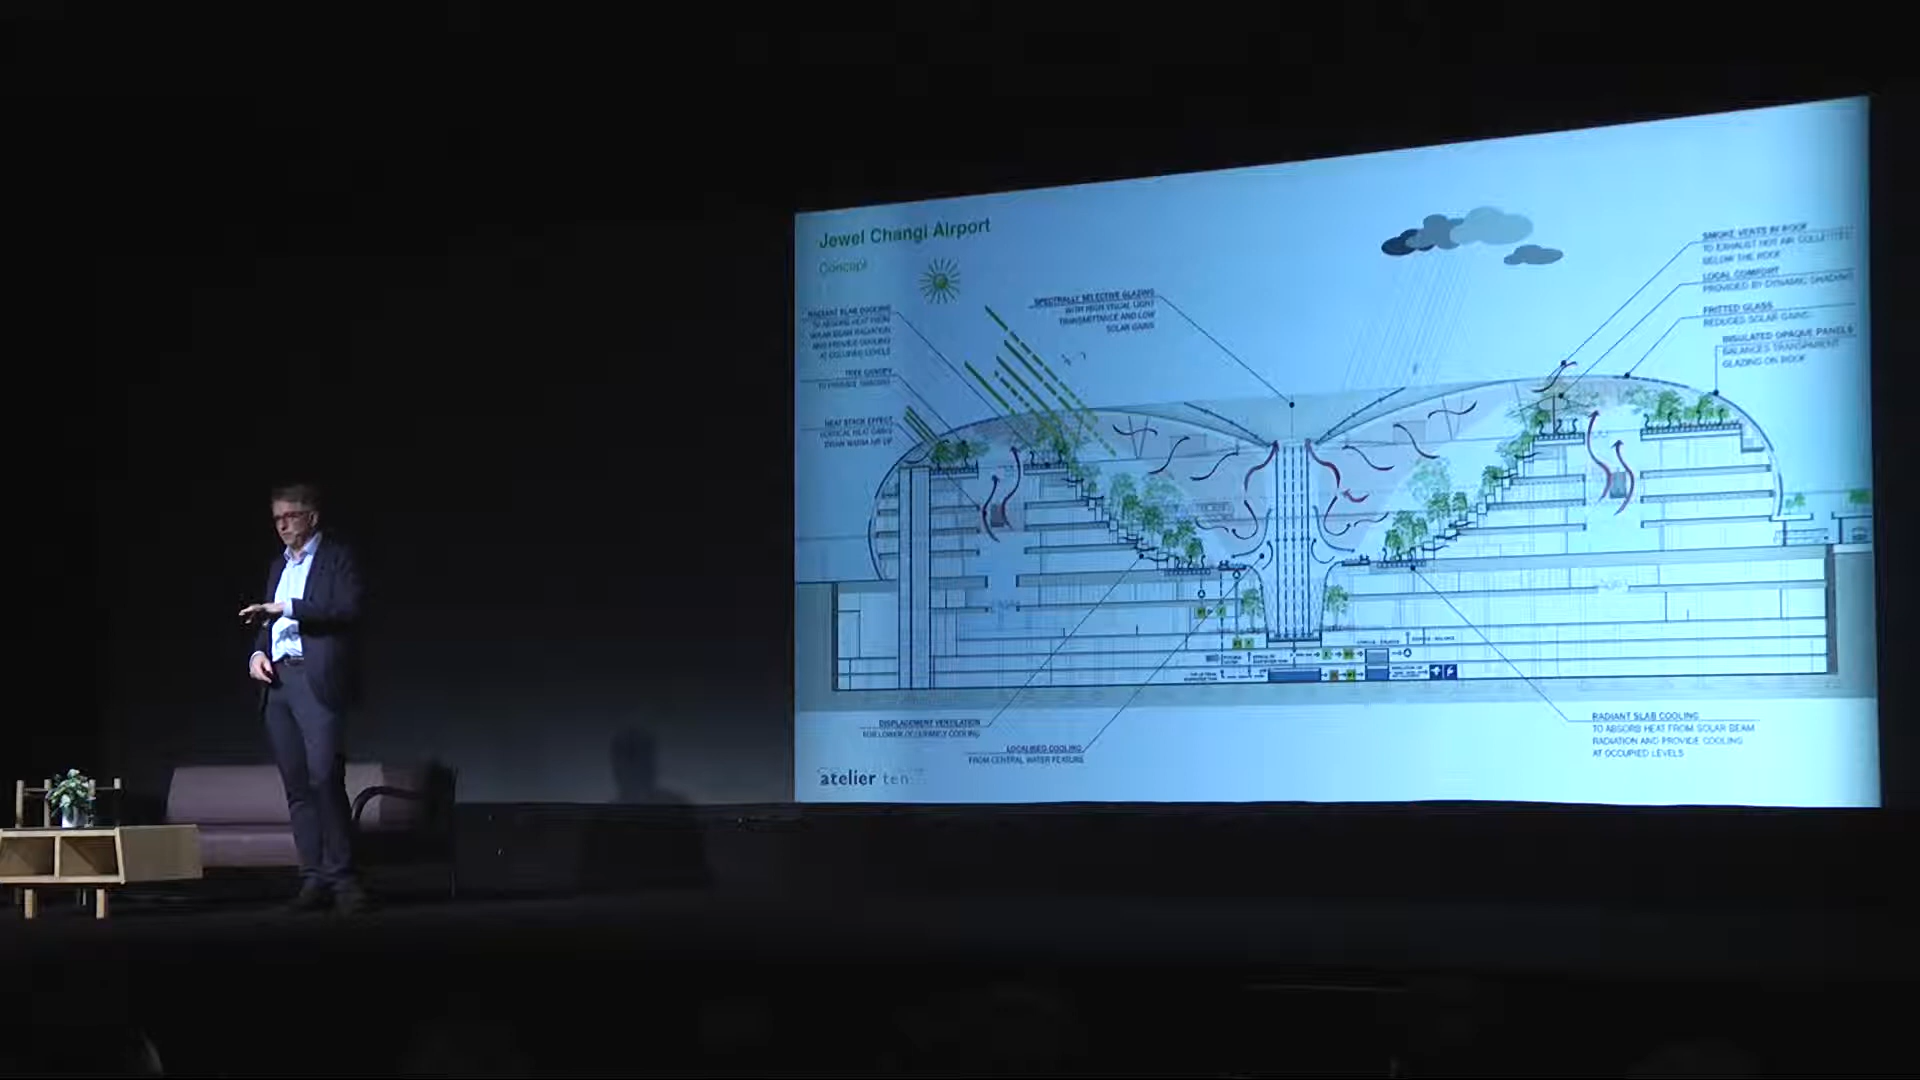 Jewel Changi Airport
Concept
RADIANT SLAB COOLING
TO ABSORB HEAT FROM
SOLAR BEAM RADIATION
AND PROVIDE COOLING
AT OCCUPIED LEVELS
TREE CANOPY
TO PROVIDE SHADING
HEAT STACK EFFECT
DRAW WARM AIR UP
SPECTRALLY SELECTIVE GLAZING
WITH HIGH VISUAL LIGHT
TRANSMITTANCE AND LOW
SOLAR GAINS
SMOKE VENTS IN ROOF
TO EXHAUST HOT AIR COLLECTED
BELOW THE ROOF
LOCAL COMFORT
PROVIDED BY DYNAMIC SHADING
FRITTED GLASS
REDUCED SOLAR GAINS
INSULATED OPAQUE PANELS
BALANCES TRANSPARENT
GLAZING ON ROOF
DISPLACEMENT VENTILATION
FOR LOWER OCCUPANCY COOLING
LOCALISED COOLING
FROM CENTRAL WATER FEATURE
RADIANT SLAB COOLING
TO ABSORB HEAT FROM SOLAR BEAM
RADIATION AND PROVIDE COOLING
AT OCCUPIED LEVELS
atelier ten